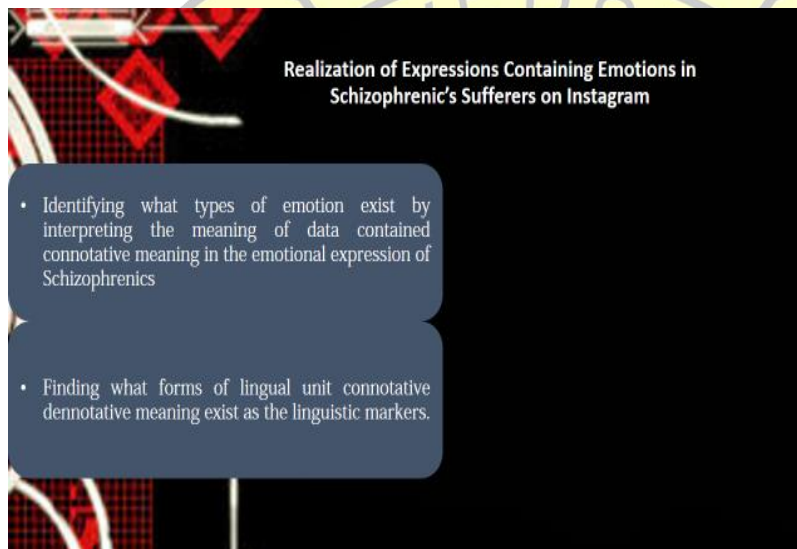 Realization of Expressions Containing Emotions in
Schizophrenic's Sufferers on Instagram
• Identifying what types of emotion exist by
interpreting the meaning of data contained
connotative meaning in the emotional expression of
Schizophrenics
• Finding what forms of lingual unit connotative
dennotative meaning exist as the linguistic markers.